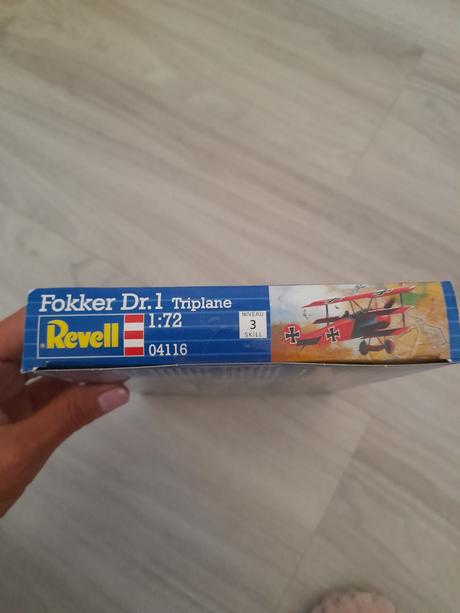 Fokker Dr.1 Triplane
Revell
1:72
04116
NIVEAU
3
SKILL